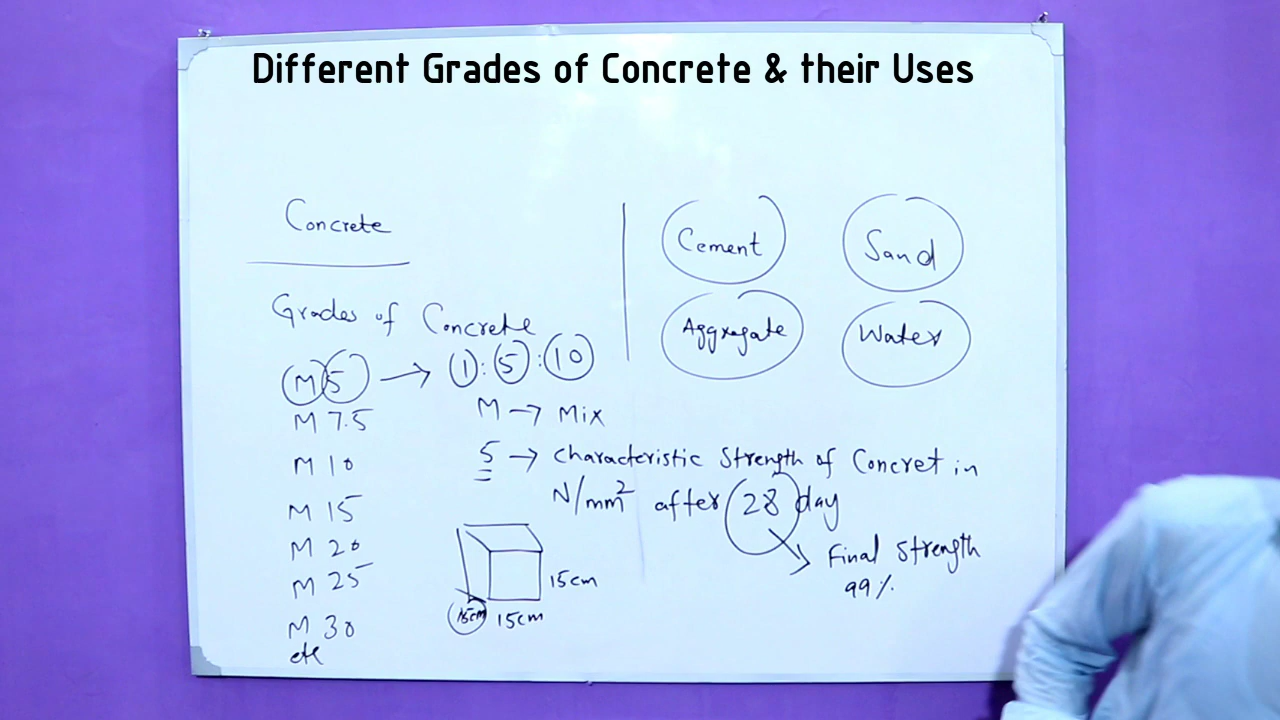 Different Grades of Concrete & their Uses
Concrete
Grades of Concrete
M5 → 1 : 5 : 10
M 7.5
M 10
M 15
M 20
M 25
M 30
etc
M → Mix
5 → Characteristic Strength of Concret in
N/mm² after 28 day
Final Strength
99%
15cm
15cm 15cm
Cement
Sand
Aggregate
Water